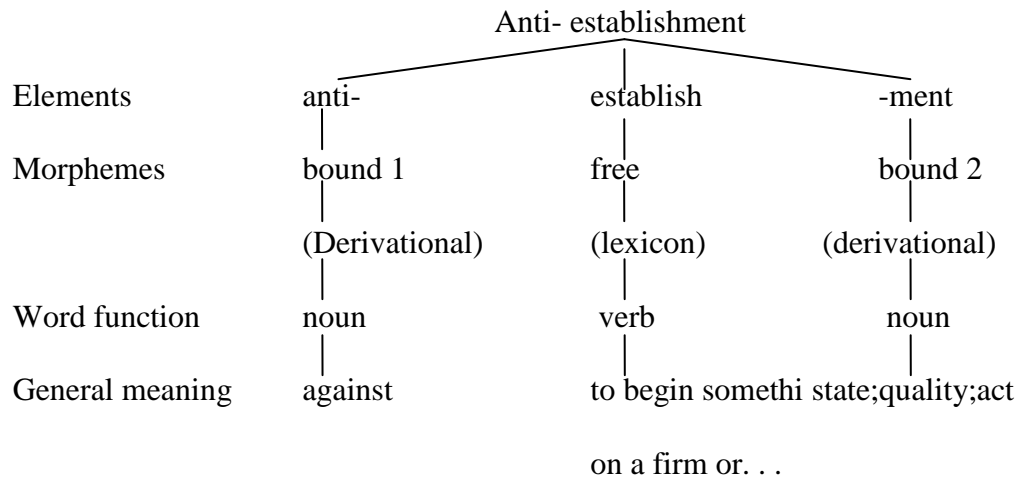 Anti- establishment
Elements anti- establish -ment
Morphemes bound 1 free bound 2
(Derivational) (lexicon) (derivational)
Word function noun verb noun
General meaning against to begin somethi state;quality;act
on a firm or. . .